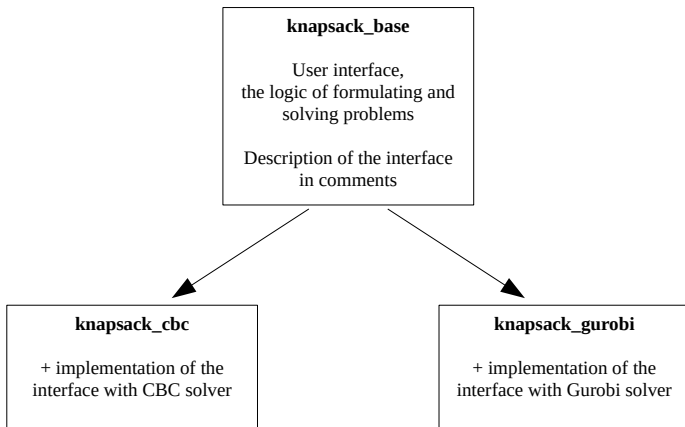 knapsack_base
User interface,
the logic of formulating and
solving problems
Description of the interface
in comments
knapsack_cbc
+ implementation of the
interface with CBC solver
knapsack_gurobi
+ implementation of the
interface with Gurobi solver